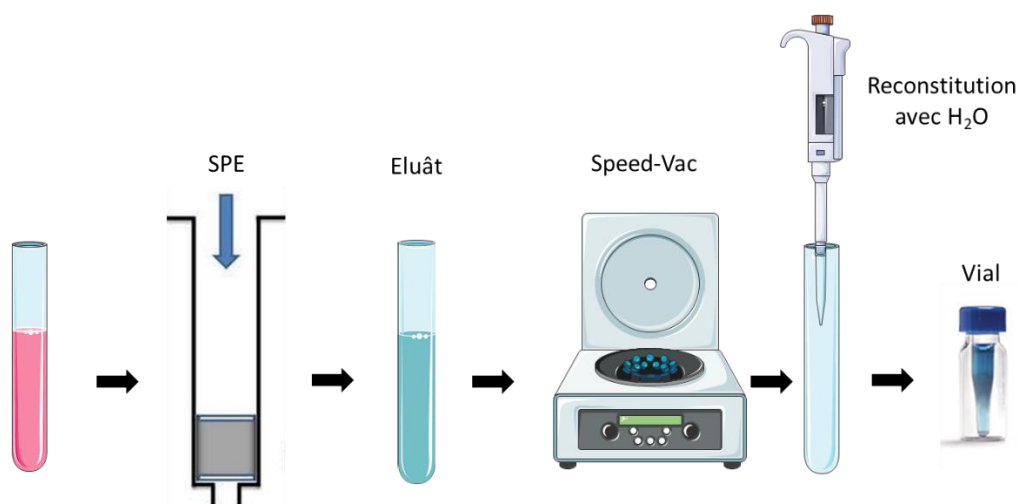 SPE
Eluât
Speed-Vac
Reconstitution
avec H₂O
Vial